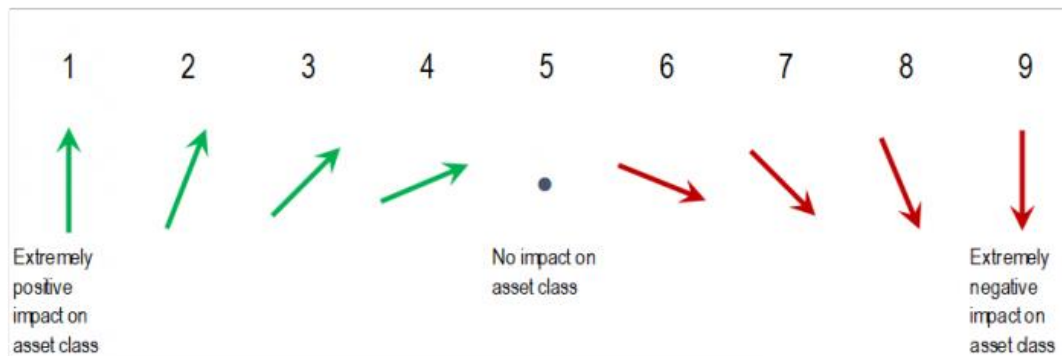 1 2 3 4 5 6 7 8 9
Extremely
positive
impact on
asset class
No impact on
asset class
Extremely
negative
impact on
asset class